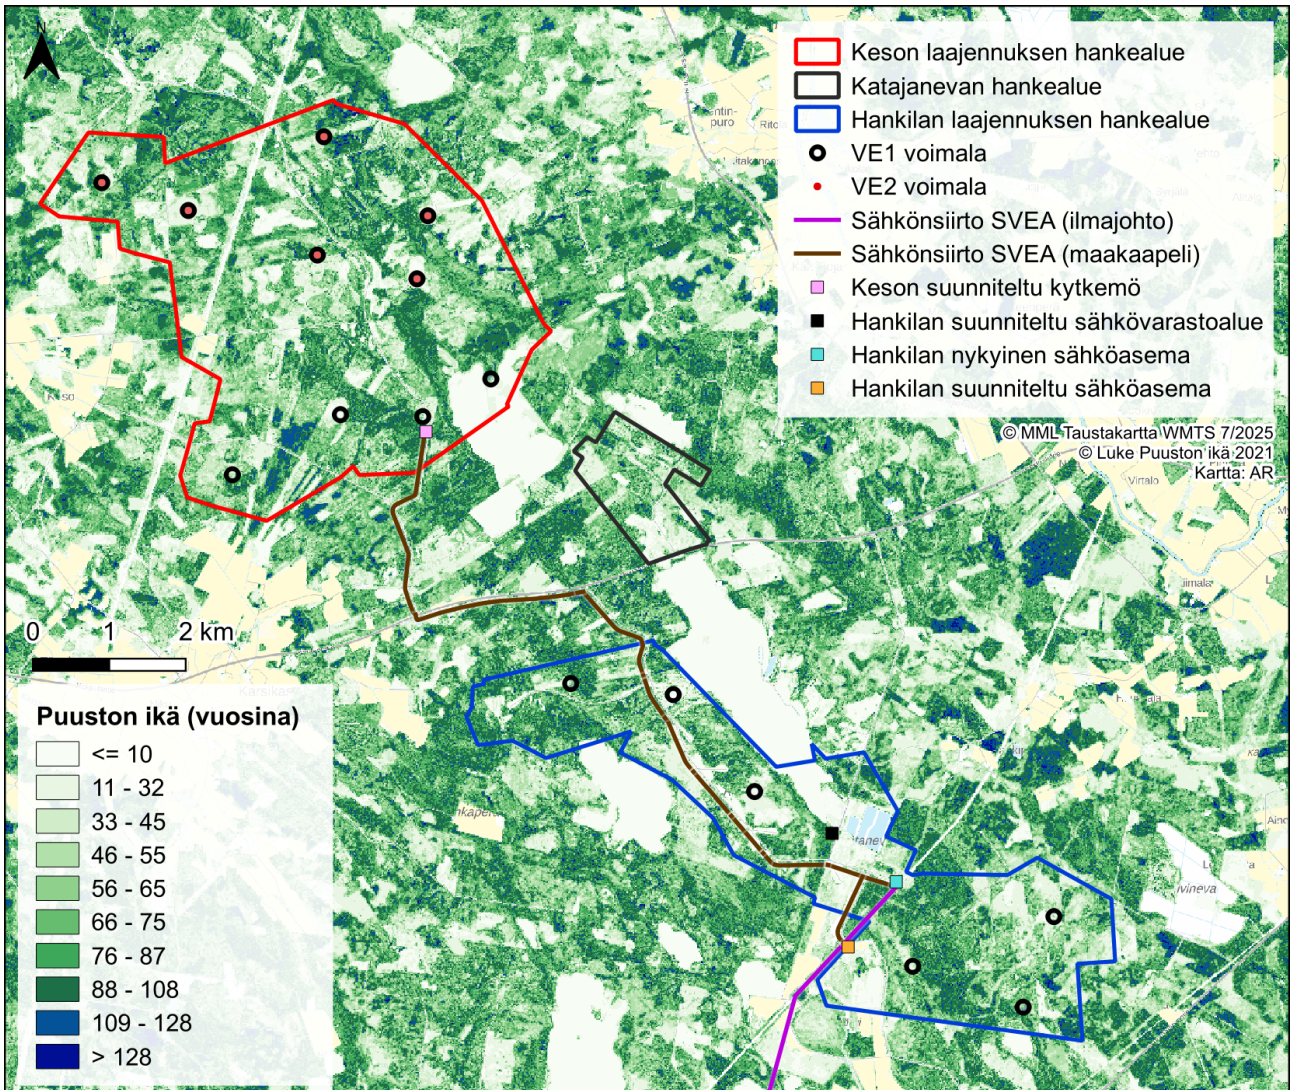 N
Keson laajennuksen hankealue
Katajanevan hankealue
Hankilan laajennuksen hankealue
VE1 voimala
VE2 voimala
Sähkönsiirto SVEA (ilmajohto)
Sähkönsiirto SVEA (maakaapeli)
Keson suunniteltu kytkemö
Hankilan suunniteltu sähkövarastoalue
Hankilan nykyinen sähköasema
Hankilan suunniteltu sähköasema
© MML Taustakartta WMTS 7/2025
© Luke Puuston ikä 2021
Kartta: AR
puro
Virtalo
0 1 2 km
Puuston ikä (vuosina)
<= 10
11 - 32
33 - 45
46 - 55
56 - 65
66 - 75
76 - 87
88 - 108
109 - 128
> 128